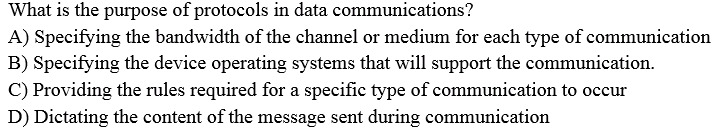 What is the purpose of protocols in data communications?
A) Specifying the bandwidth of the channel or medium for each type of communication
B) Specifying the device operating systems that will support the communication.
C) Providing the rules required for a specific type of communication to occur
D) Dictating the content of the message sent during communication